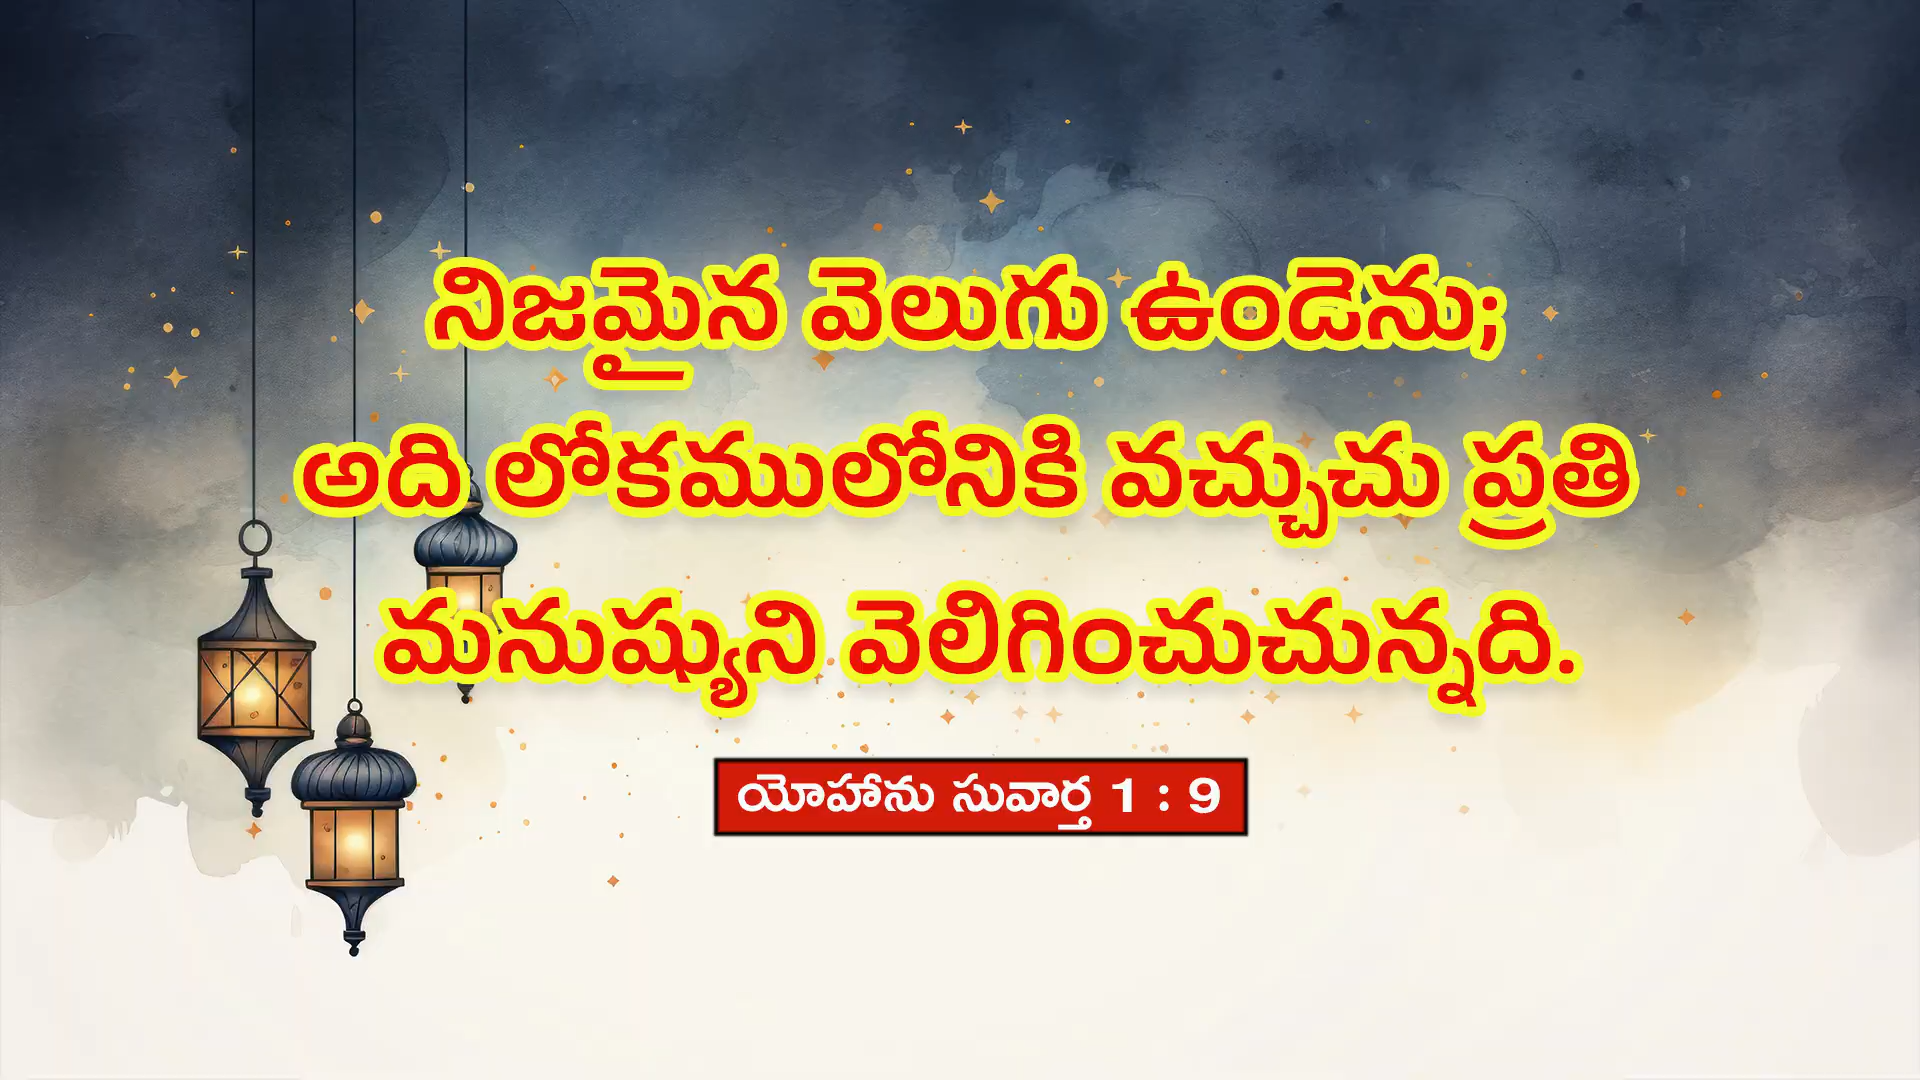 నిజమైన వెలుగు ఉండెను;
అది లోకములోనికి వచ్చుచు ప్రతి
మనుష్యుని వెలిగించుచున్నది.
యోహాను సువార్త 1 : 9